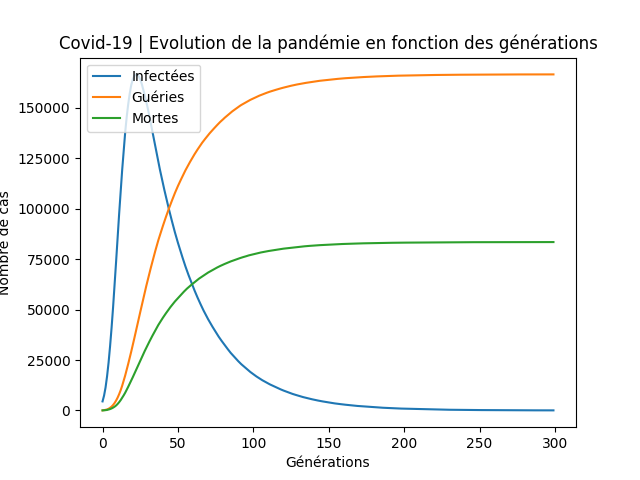 Covid-19 | Evolution de la pandémie en fonction des générations
Infectées
Guéries
Mortes
Nombre de cas
150000
125000
100000
75000
50000
25000
0
0 50 100 150 200 250 300
Générations